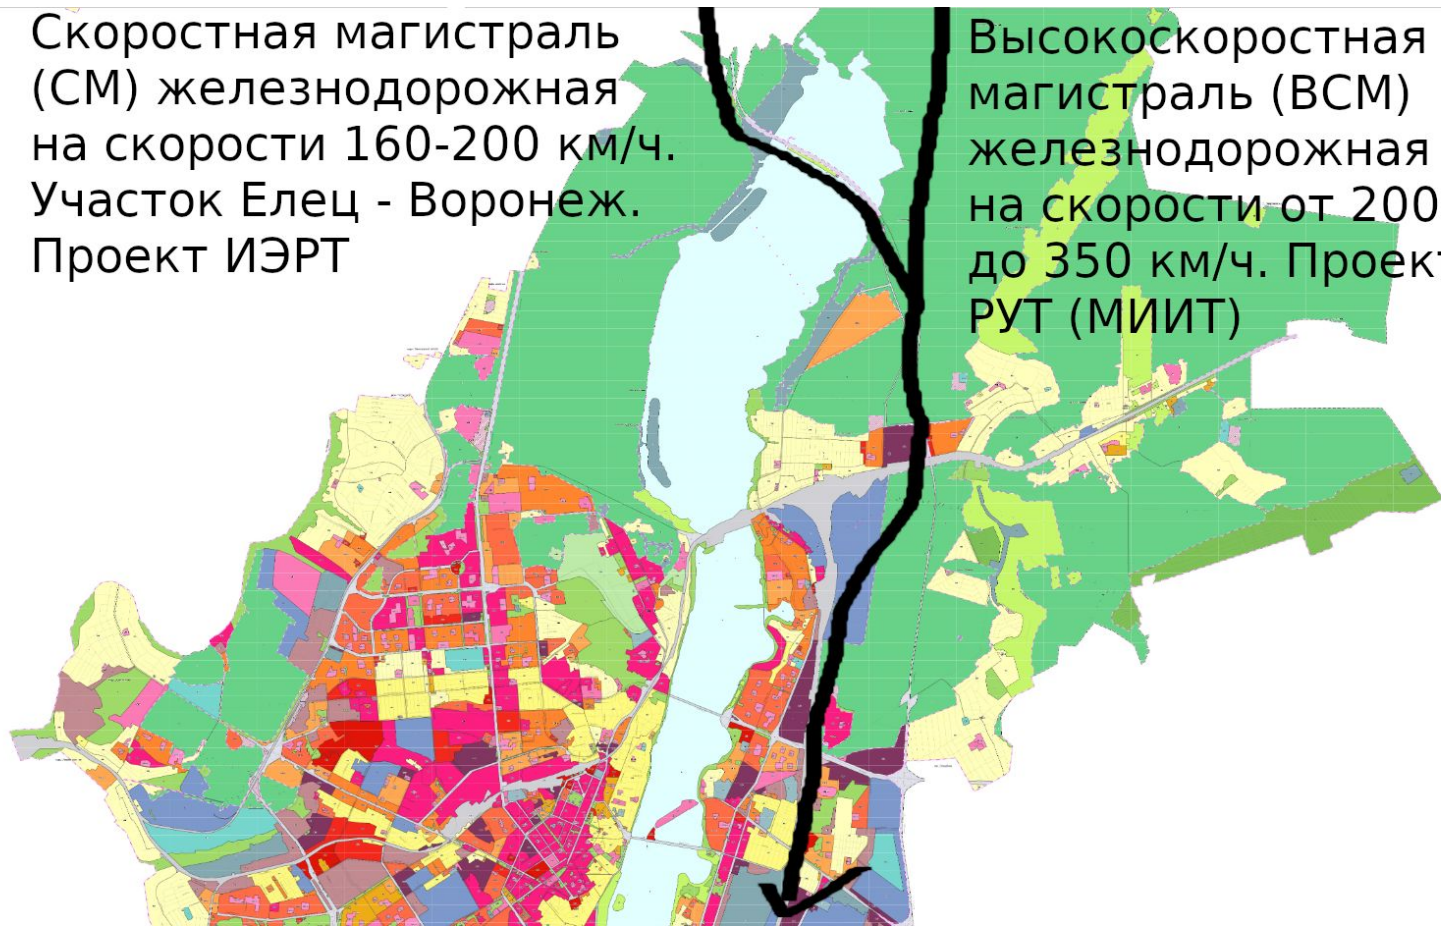 Скоростная магистраль
(СМ) железнодорожная
на скорости 160-200 км/ч.
Участок Елец - Воронеж.
Проект ИЭРТ
Высокоскоростная
магистраль (ВСМ)
железнодорожная
на скорости от 200
до 350 км/ч. Проект
РУТ (МИИТ)